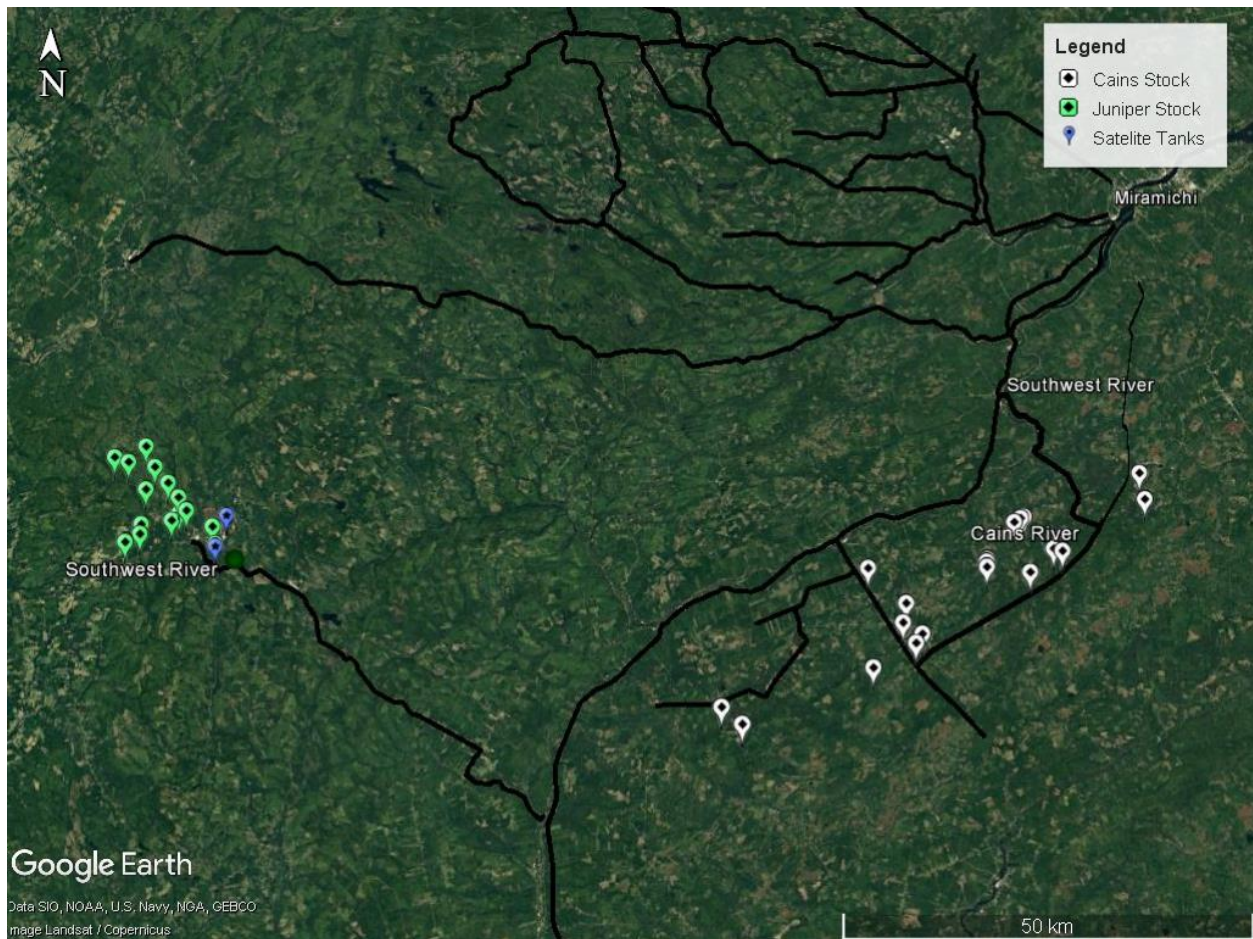 N
Legend
Cains Stock
Juniper Stock
Satelite Tanks
Miramichi
Southwest River
Cains River
Southwest River
Google Earth
Data SIO, NOAA, U.S. Navy, NGA, GEBCO
mage Landsat / Copernicus
50 km